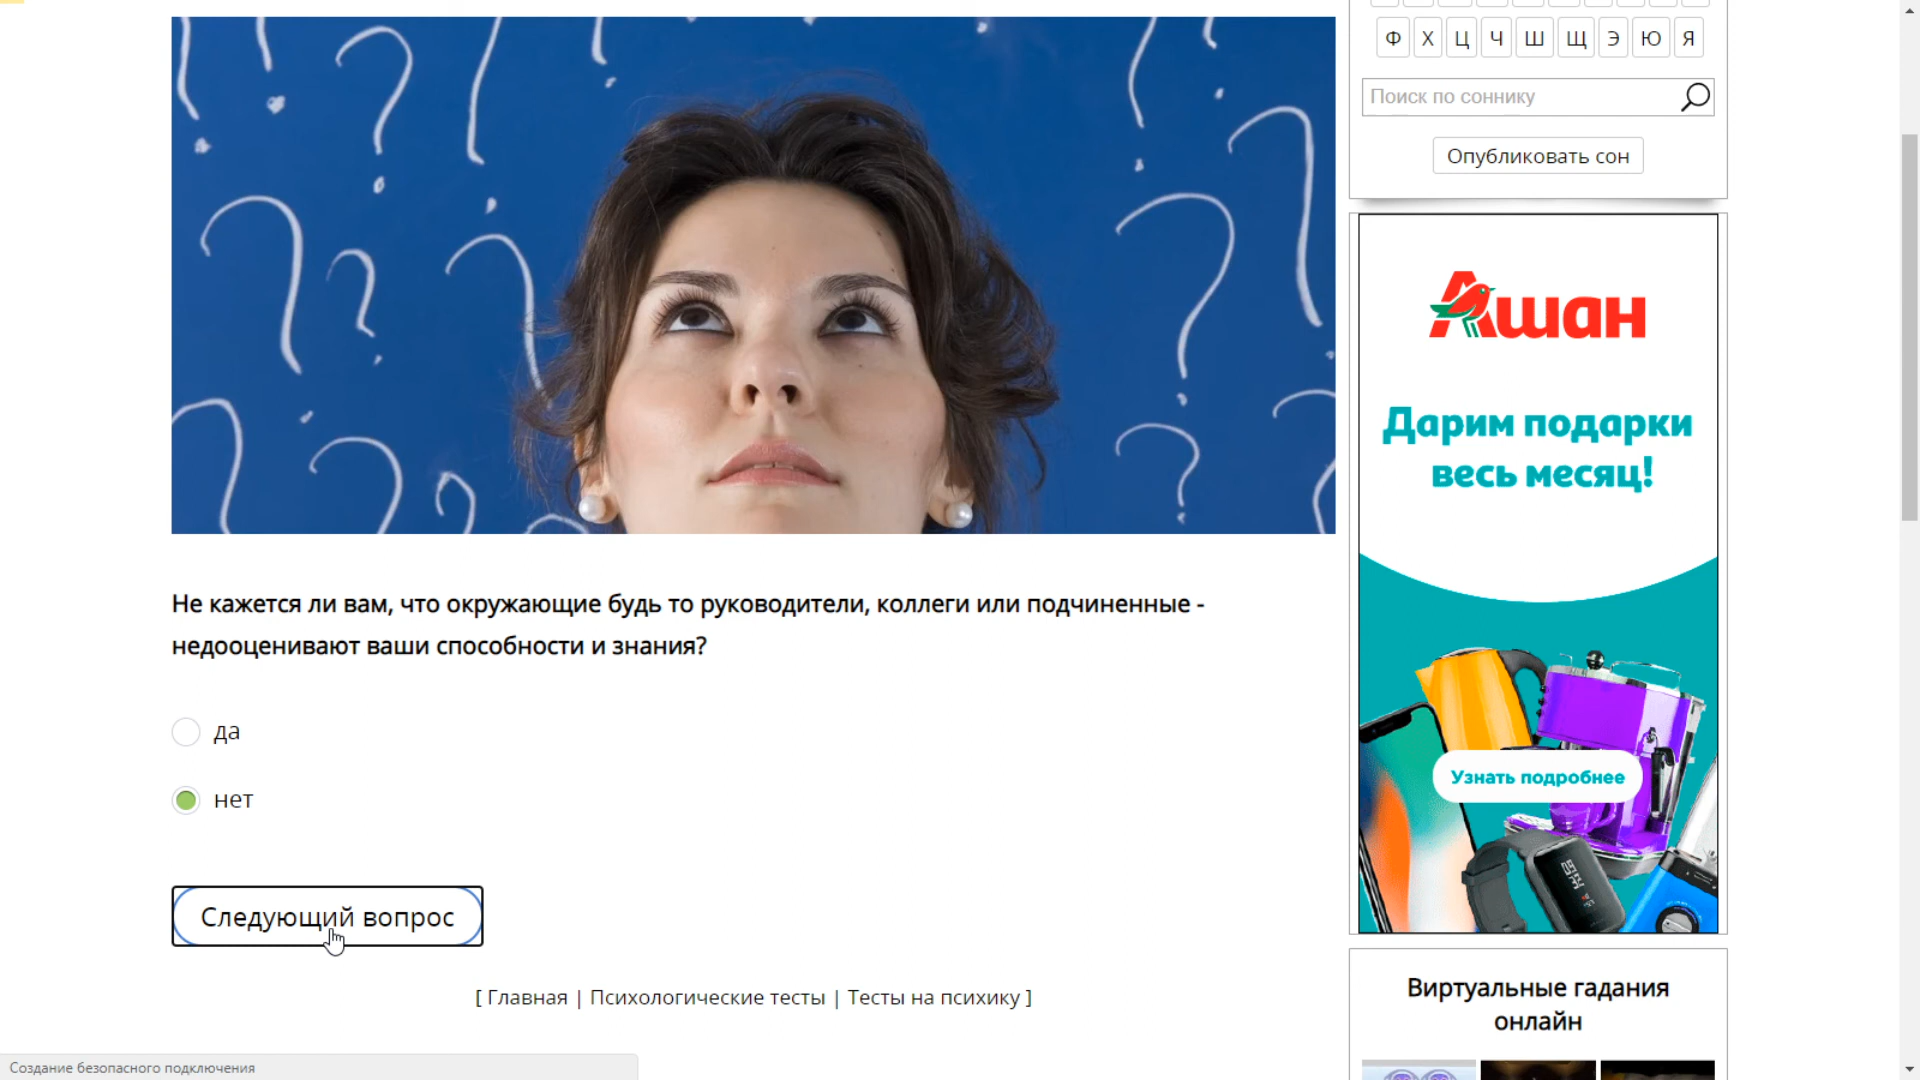 Ф Х Ц Ч Ш Щ Э Ю Я
Поиск по соннику
Опубликовать сон
Ашан
Дарим подарки
весь месяц!
Узнать подробнее
Не кажется ли вам, что окружающие будь то руководители, коллеги или подчиненные -
недооценивают ваши способности и знания?
да
нет
Следующий вопрос
[ Главная | Психологические тесты | Тесты на психику ]
Виртуальные гадания
онлайн
Создание безопасного подключения